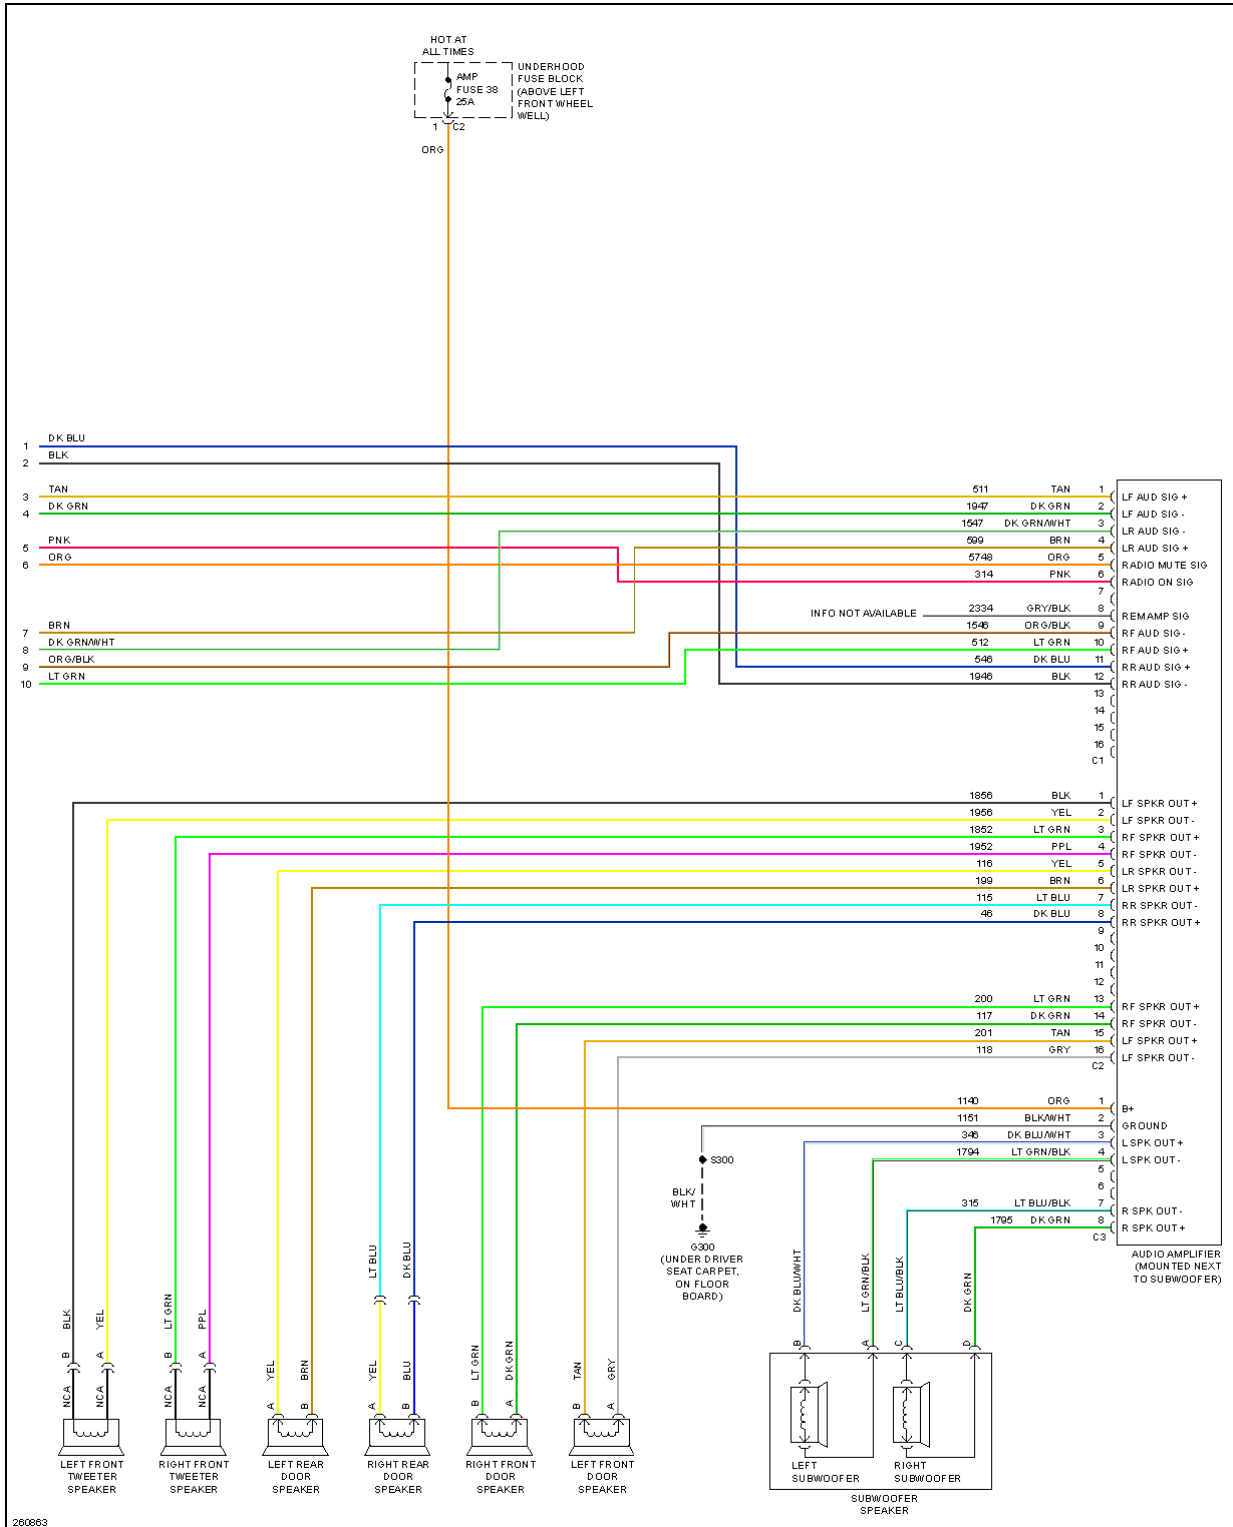 HOT AT
ALL TIMES
AMP
FUSE 38
25A
UNDERHOOD
FUSE BLOCK
(ABOVE LEFT
FRONT WHEEL
WELL)
1 C2
ORG
1 DK BLU
2 BLK
3 TAN
4 DK GRN
5 PNK
6 ORG
7 BRN
8 DK GRN/WHT
9 ORG/BLK
10 LT GRN
511 TAN 1 LF AUD SIG +
1947 DK GRN 2 LF AUD SIG -
1547 DK GRN/WHT 3 LR AUD SIG -
599 BRN 4 LR AUD SIG +
5748 ORG 5 RADIO MUTE SIG
314 PNK 6 RADIO ON SIG
7
INFO NOT AVAILABLE 2334 GRY/BLK 8 REMAMP SIG
1546 ORG/BLK 9 RF AUD SIG -
512 LT GRN 10 RF AUD SIG +
546 DK BLU 11 RR AUD SIG +
1946 BLK 12 RR AUD SIG -
13
14
15
16
C1
1856 BLK 1 LF SPKR OUT +
1956 YEL 2 LF SPKR OUT -
1852 LT GRN 3 RF SPKR OUT +
1952 PPL 4 RF SPKR OUT -
116 YEL 5 LR SPKR OUT -
199 BRN 6 LR SPKR OUT +
115 LT BLU 7 RR SPKR OUT -
46 DK BLU 8 RR SPKR OUT +
9
10
11
12
200 LT GRN 13 RF SPKR OUT +
117 DK GRN 14 RF SPKR OUT -
201 TAN 15 LF SPKR OUT +
118 GRY 16 LF SPKR OUT -
C2
1140 ORG 1 B+
1151 BLK/WHT 2 GROUND
346 DK BLU/WHT 3 L SPK OUT +
1794 LT GRN/BLK 4 L SPK OUT -
5
6
315 LT BLU/BLK 7 R SPK OUT -
1795 DK GRN 8 R SPK OUT +
C3
AUDIO AMPLIFIER
(MOUNTED NEXT
TO SUBWOOFER)
S300
BLK/
WHT
G300
(UNDER DRIVER
SEAT CARPET,
ON FLOOR
BOARD)
LT BLU DK BLU
DK BLU/WHT LT GRN/BLK LT BLU/BLK DK GRN
B A C D
BLK YEL LT GRN PPL
B A B A
NCA NCA NCA NCA
YEL BRN YEL BLU LT GRN DK GRN TAN GRY
A B A B B A B A
LEFT FRONT
TWEETER
SPEAKER
RIGHT FRONT
TWEETER
SPEAKER
LEFT REAR
DOOR
SPEAKER
RIGHT REAR
DOOR
SPEAKER
RIGHT FRONT
DOOR
SPEAKER
LEFT FRONT
DOOR
SPEAKER
LEFT
SUBWOOFER
RIGHT
SUBWOOFER
SUBWOOFER
SPEAKER
260863